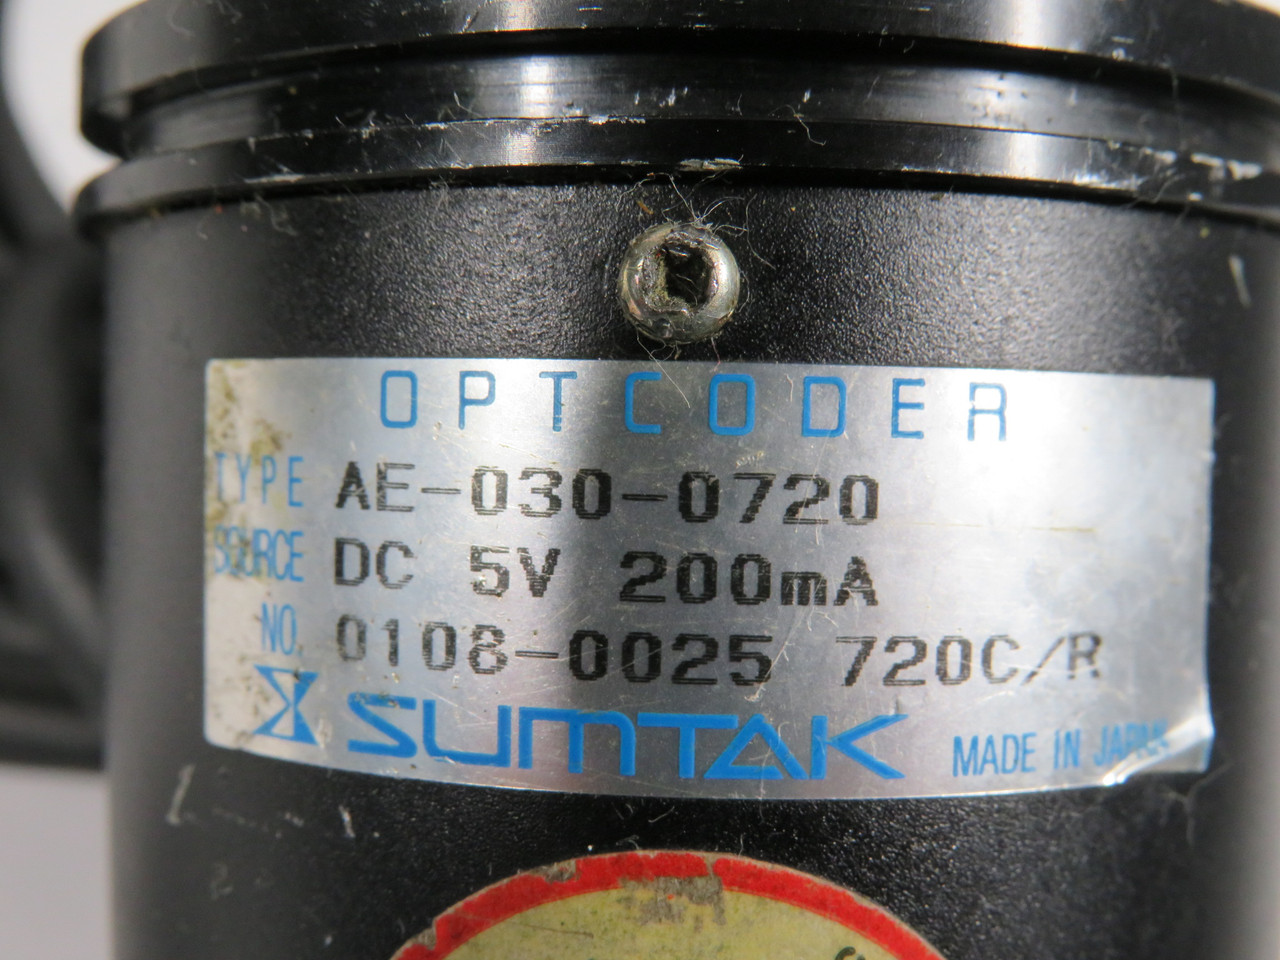 OPTCODER
TYPE AE-030-0720
SOURCE DC 5V 200mA
NO. 0108-0025 720C/R
SUMTAK MADE IN JAPAN